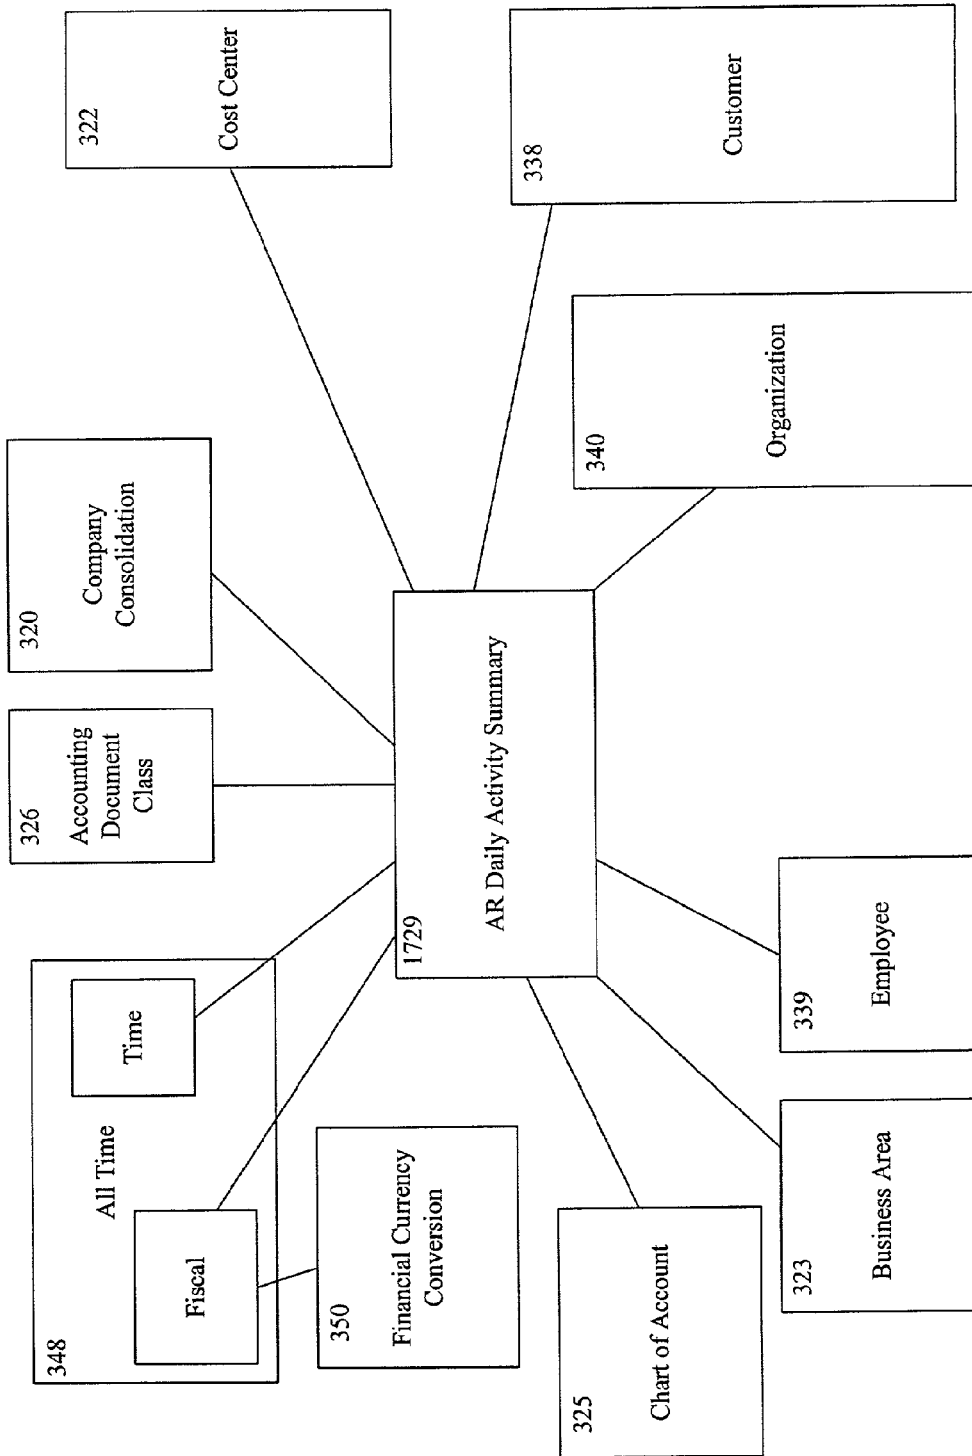 348
All Time
Fiscal
Time
326
Accounting
Document
Class
320
Company
Consolidation
322
Cost Center
350
Financial Currency
Conversion
1729
AR Daily Activity Summary
338
Customer
325
Chart of Account
340
Organization
323
Business Area
339
Employee